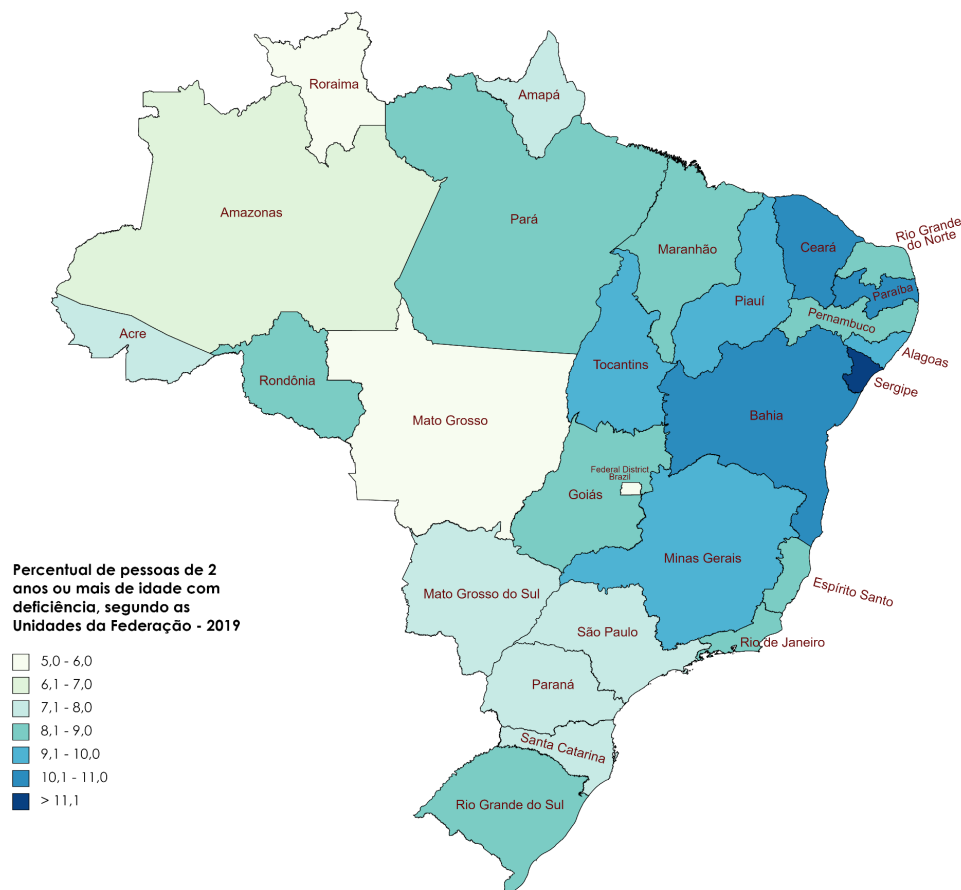 Roraima
Amapá
Amazonas
Pará
Maranhão
Ceará
Rio Grande
do Norte
Piauí
Paraíba
Pernambuco
Acre
Alagoas
Tocantins
Rondônia
Sergipe
Mato Grosso
Bahia
Federal District
Brazil
Goiás
Minas Gerais
Espírito Santo
Mato Grosso do Sul
São Paulo
Rio de Janeiro
Paraná
Santa Catarina
Rio Grande do Sul
Percentual de pessoas de 2
anos ou mais de idade com
deficiência, segundo as
Unidades da Federação - 2019
5,0 - 6,0
6,1 - 7,0
7,1 - 8,0
8,1 - 9,0
9,1 - 10,0
10,1 - 11,0
> 11,1